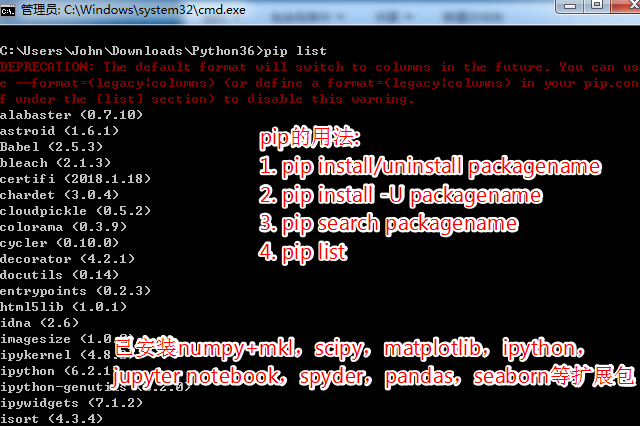 管理员: C:\Windows\system32\cmd.exe
C:\Users\John\Downloads\Python36>pip list
DEPRECATION: The default format will switch to columns in the future. You can us
e --format=(legacy|columns) (or define a format=(legacy|columns) in your pip.con
f under the [list] section) to disable this warning.
alabaster (0.7.10)
astroid (1.6.1)
Babel (2.5.3)
bleach (2.1.3)
certifi (2018.1.18)
chardet (3.0.4)
cloudpickle (0.5.2)
colorama (0.3.9)
cycler (0.10.0)
decorator (4.2.1)
docutils (0.14)
entrypoints (0.2.3)
html5lib (1.0.1)
idna (2.6)
imagesize (1.0
ipykernel (4.8
ipython (6.2.1
ipython-genutils (0.2.0)
ipywidgets (7.1.2)
isort (4.3.4)
pip的用法:
1. pip install/uninstall packagename
2. pip install -U packagename
3. pip search packagename
4. pip list
已安装numpy+mkl，scipy，matplotlib，ipython，
jupyter notebook，spyder，pandas，seaborn等扩展包